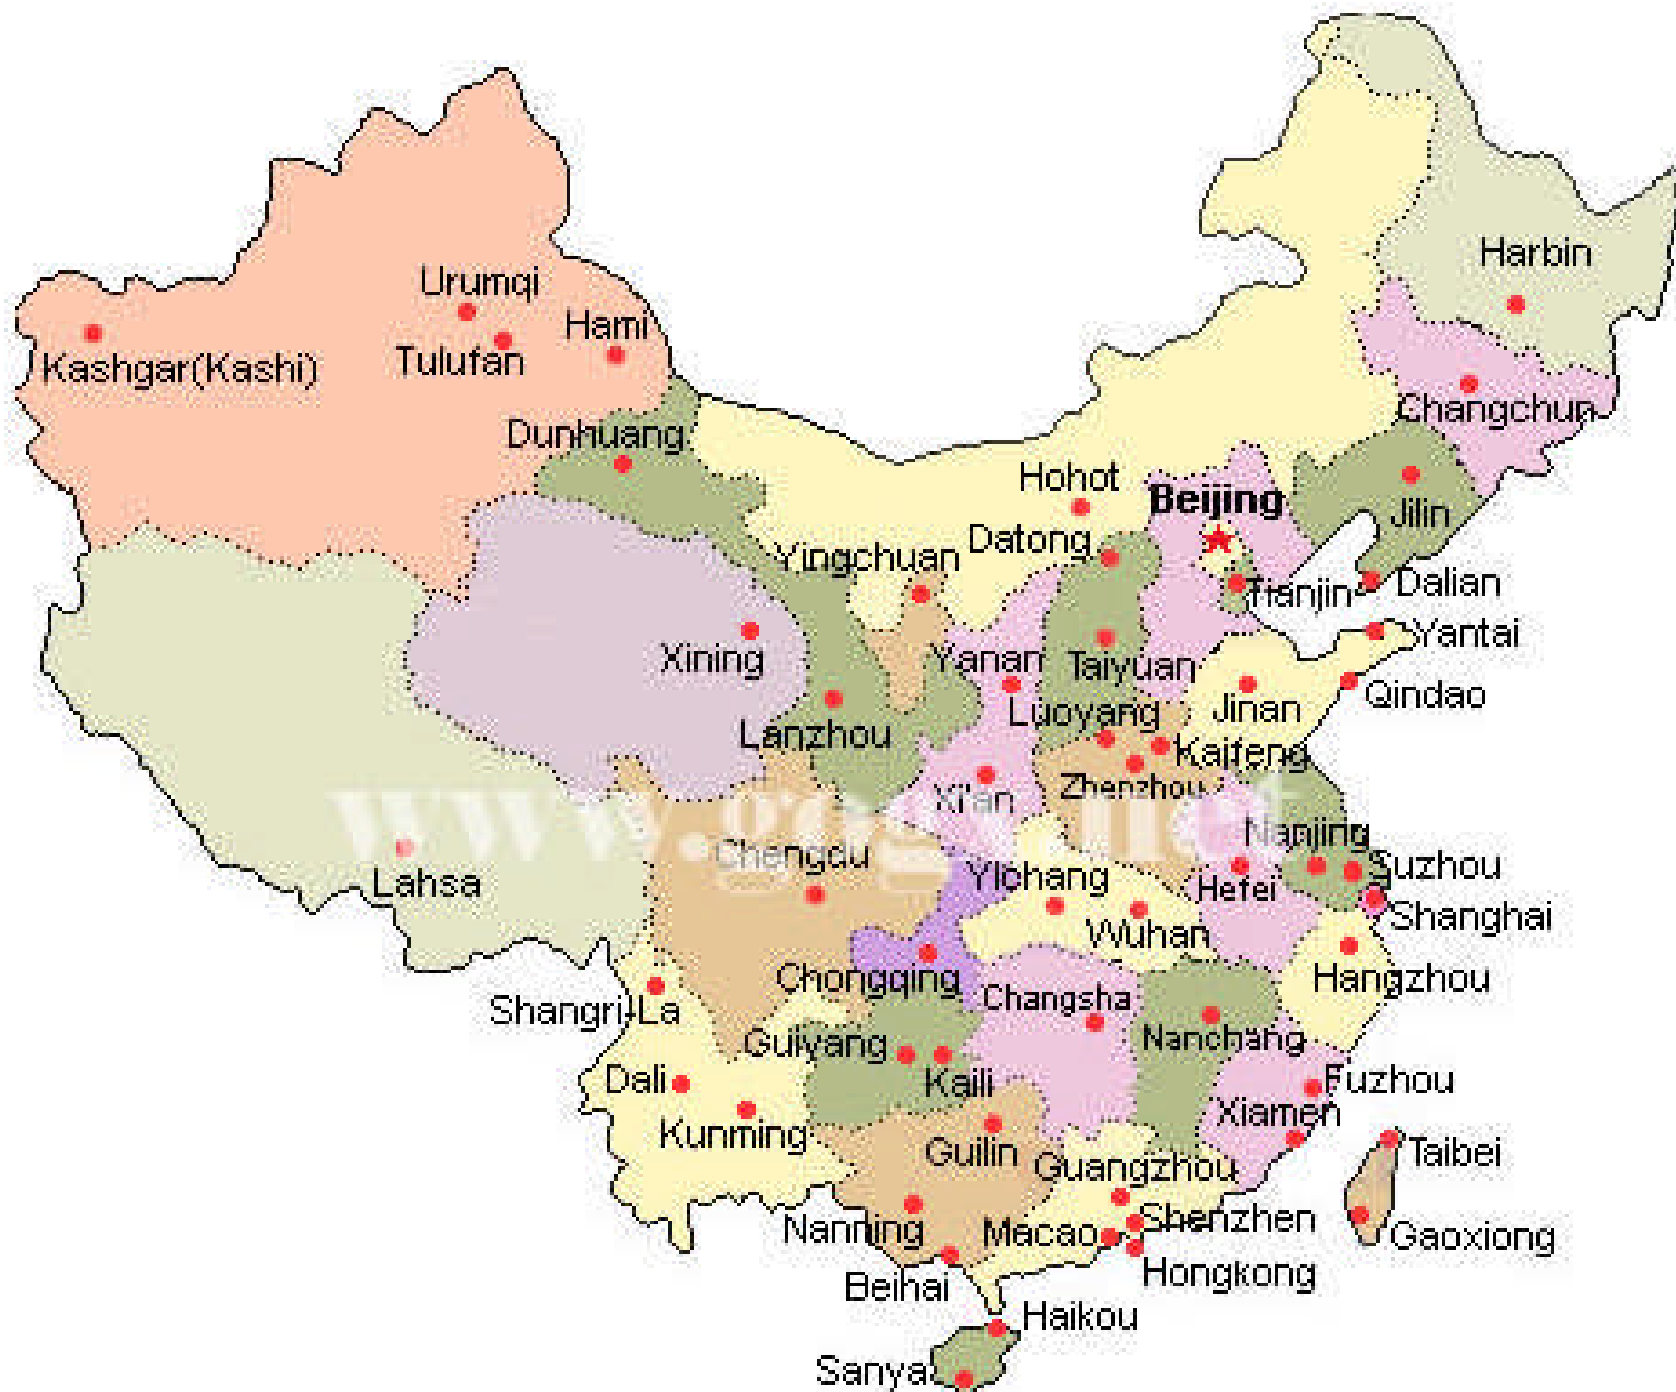 Harbin
Urumqi
Hami
Kashgar(Kashi)
Tulufan
Changchun
Dunhuang
Hohot
Beijing
Jilin
Datong
Yingchuan
Tianjin
Dalian
Yantai
Xining
Yanan
Taiyuan
Qindao
Luoyang
Jinan
Lanzhou
Kaifeng
Zhenzhou
Xi'an
Nanjing
Chengdu
Suzhou
Yichang
Hefei
Lahsa
Shanghai
Wuhan
Chongqing
Hangzhou
Changsha
Shangri-La
Nanchang
Guiyang
Dali
Kaili
Fuzhou
Xiamen
Kunming
Guilin
Guangzhou
Taibei
Nanning
Macao
Shenzhen
Gaoxiong
Hongkong
Beihai
Haikou
Sanya